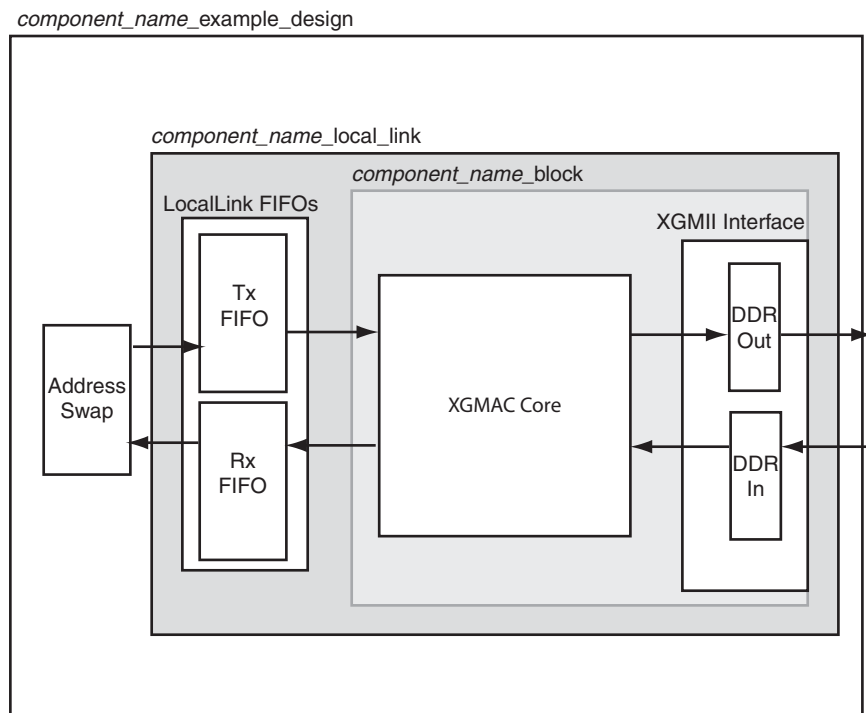 component_name_example_design
component_name_local_link
component_name_block
LocalLink FIFOs
XGMII Interface
Tx
FIFO
DDR
Out
Address
Swap
XGMAC Core
Rx
FIFO
DDR
In